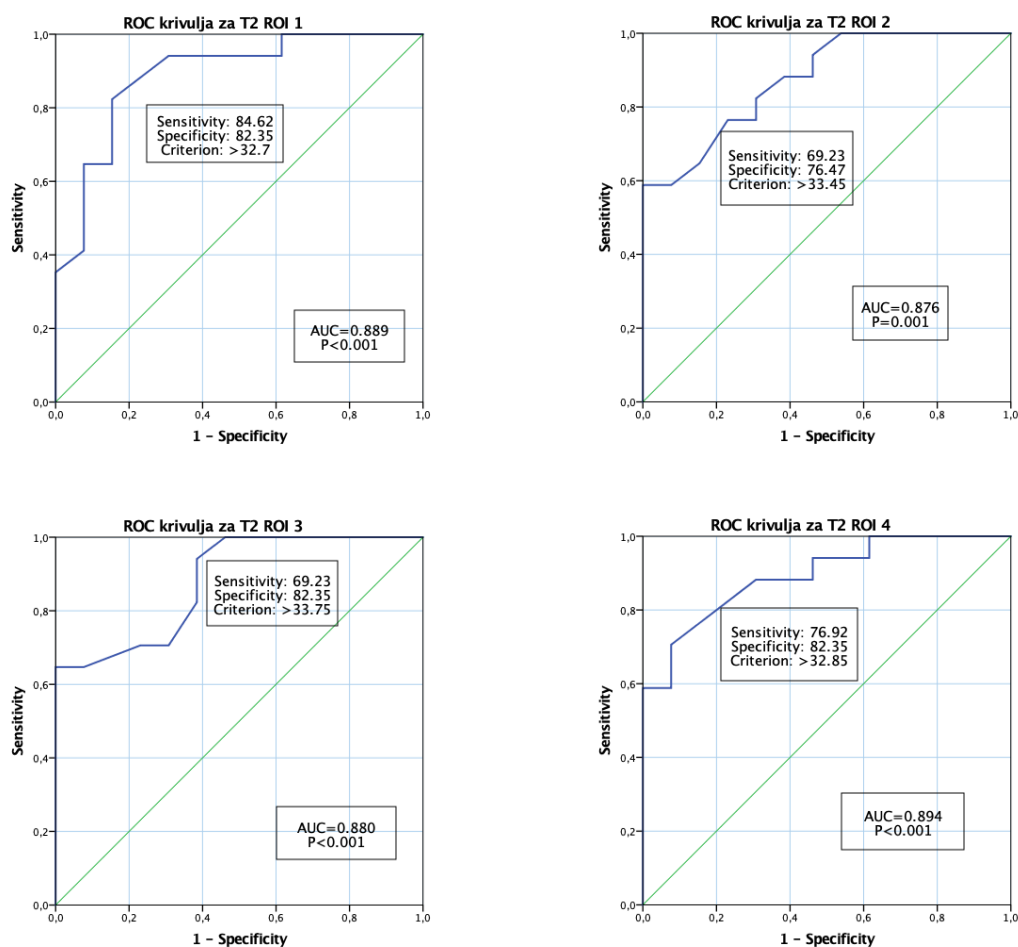 ROC krivulja za T2 ROI 1
Sensitivity
1,0
0,8
0,6
0,4
0,2
0,0
Sensitivity: 84.62
Specificity: 82.35
Criterion: >32.7
AUC=0.889
P<0.001
0,0 0,2 0,4 0,6 0,8 1,0
1 - Specificity
ROC krivulja za T2 ROI 2
Sensitivity
1,0
0,8
0,6
0,4
0,2
0,0
Sensitivity: 69.23
Specificity: 76.47
Criterion: >33.45
AUC=0.876
P=0.001
0,0 0,2 0,4 0,6 0,8 1,0
1 - Specificity
ROC krivulja za T2 ROI 3
Sensitivity
1,0
0,8
0,6
0,4
0,2
0,0
Sensitivity: 69.23
Specificity: 82.35
Criterion: >33.75
AUC=0.880
P<0.001
0,0 0,2 0,4 0,6 0,8 1,0
1 - Specificity
ROC krivulja za T2 ROI 4
Sensitivity
1,0
0,8
0,6
0,4
0,2
0,0
Sensitivity: 76.92
Specificity: 82.35
Criterion: >32.85
AUC=0.894
P<0.001
0,0 0,2 0,4 0,6 0,8 1,0
1 - Specificity